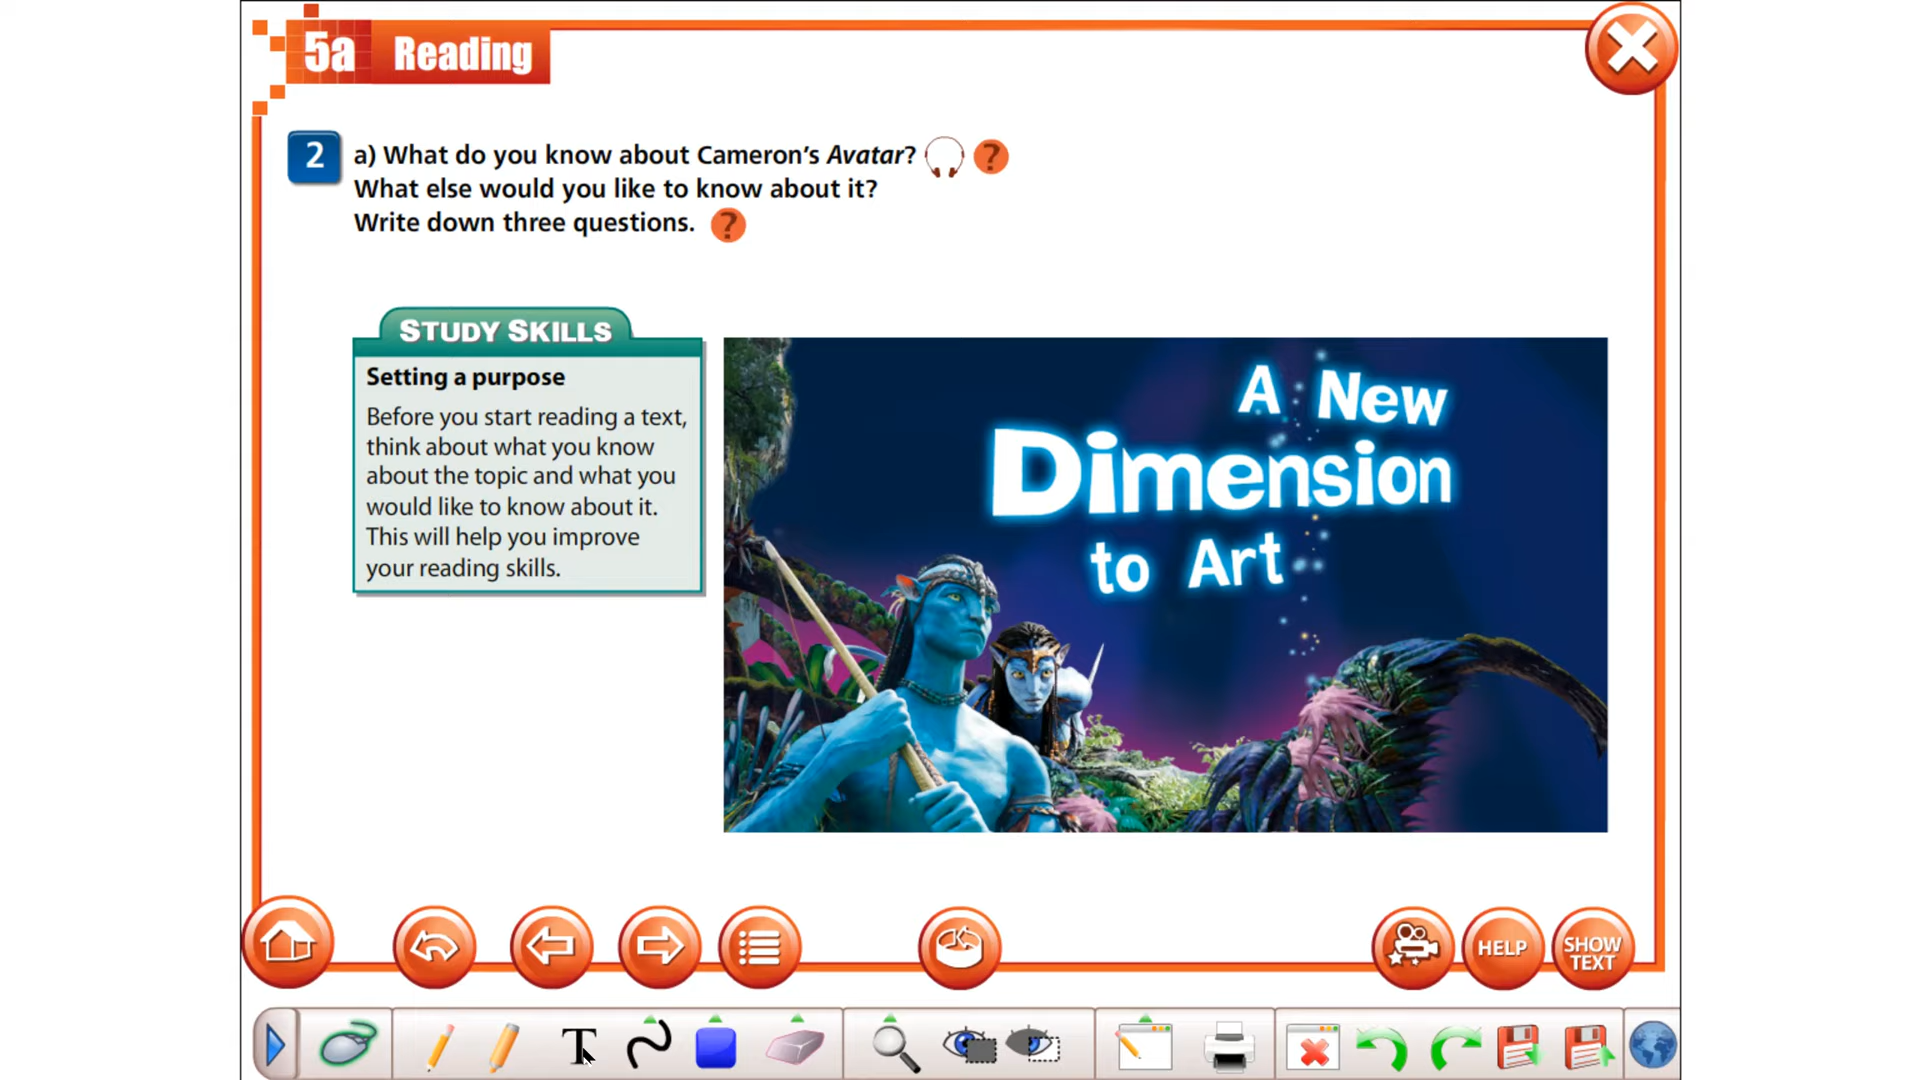 5a Reading
2 a) What do you know about Cameron's Avatar? ?
What else would you like to know about it?
Write down three questions. ?
STUDY SKILLS
Setting a purpose
Before you start reading a text,
think about what you know
about the topic and what you
would like to know about it.
This will help you improve
your reading skills.
A New
Dimension
to Art
HELP
SHOW
TEXT
T